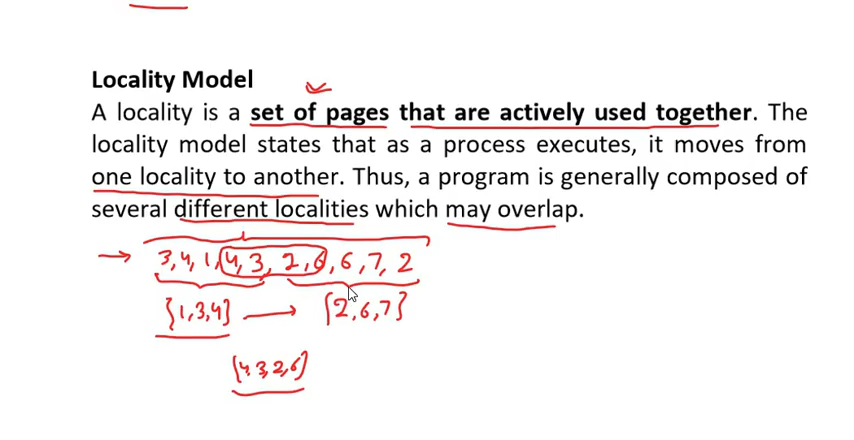 Locality Model
A locality is a set of pages that are actively used together. The
locality model states that as a process executes, it moves from
one locality to another. Thus, a program is generally composed of
several different localities which may overlap.
→ 3,4,1,4,3,2,6,6,7,2
{1,3,4} → {2,6,7}
{4,3,2,6}